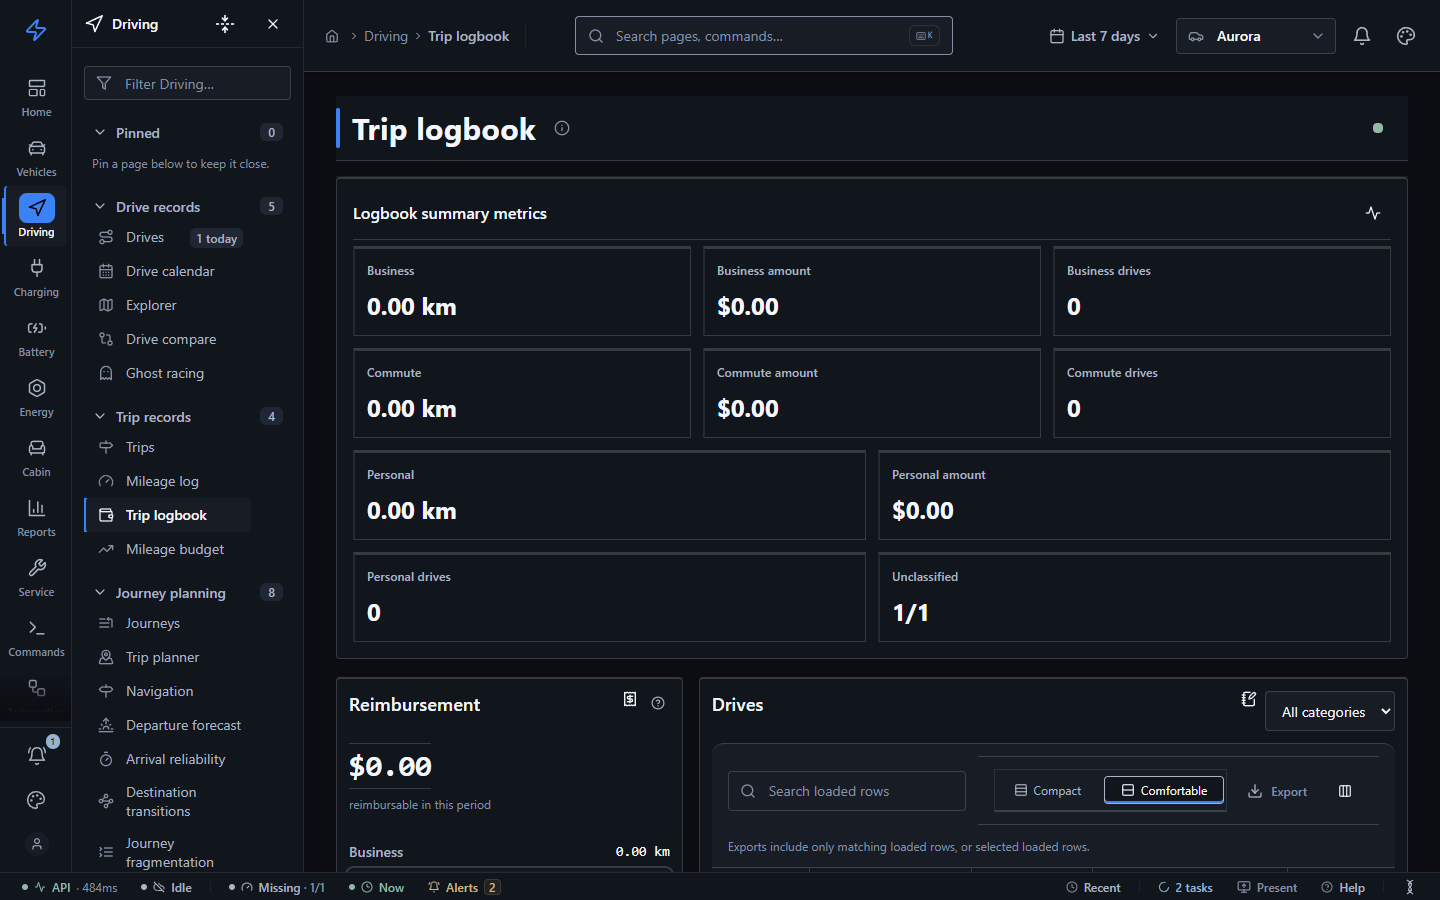 Home
Vehicles
Driving
Charging
Battery
Energy
Cabin
Reports
Service
Commands
1
Driving
Filter Driving...
Pinned 0
Pin a page below to keep it close.
Drive records 5
Drives 1 today
Drive calendar
Explorer
Drive compare
Ghost racing
Trip records 4
Trips
Mileage log
Trip logbook
Mileage budget
Journey planning 8
Journeys
Trip planner
Navigation
Departure forecast
Arrival reliability
Destination
transitions
Journey
fragmentation
Driving Trip logbook
Search pages, commands... K
Last 7 days
Aurora
Trip logbook
Logbook summary metrics
Business
0.00 km
Business amount
$0.00
Business drives
0
Commute
0.00 km
Commute amount
$0.00
Commute drives
0
Personal
0.00 km
Personal amount
$0.00
Personal drives
0
Unclassified
1/1
Reimbursement
$0.00
reimbursable in this period
Business 0.00 km
Drives
All categories
Search loaded rows
Compact
Comfortable
Export
Exports include only matching loaded rows, or selected loaded rows.
API · 484ms
Idle
Missing · 1/1
Now
Alerts 2
Recent
2 tasks
Present
Help